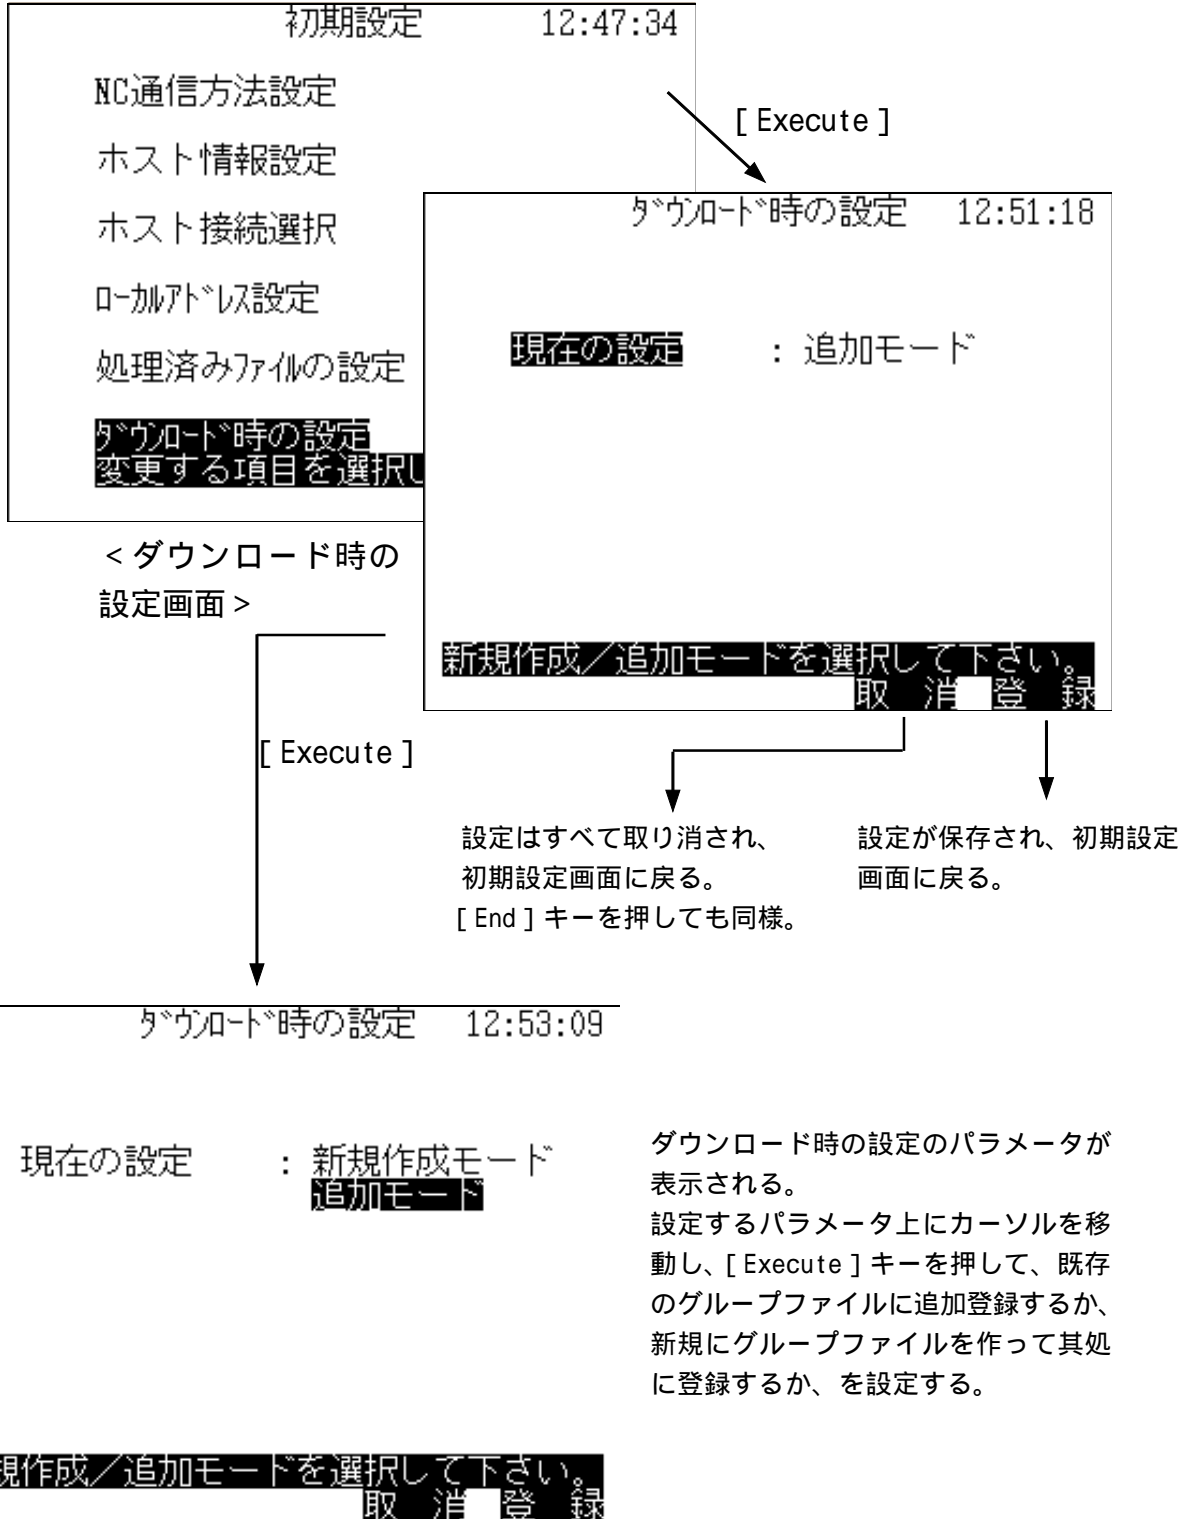 初期設定 12:47:34
NC通信方法設定
ホスト情報設定
ホスト接続選択
ﾛｰｶﾙｱﾄﾞﾚｽ設定
処理済みﾌｧｲﾙの設定
ﾀﾞｳﾝﾛｰﾄﾞ時の設定
変更する項目を選択し
[ Execute ]
ﾀﾞｳﾝﾛｰﾄﾞ時の設定 12:51:18
現在の設定 : 追加モード
新規作成／追加モードを選択して下さい。
取 消 登 録
<ダウンロード時の
設定画面>
[ Execute ]
設定はすべて取り消され、
初期設定画面に戻る。
[ End ] キーを押しても同様。
設定が保存され、初期設定
画面に戻る。
ﾀﾞｳﾝﾛｰﾄﾞ時の設定 12:53:09
現在の設定 : 新規作成モード
追加モード
規作成／追加モードを選択して下さい。
取 消 登 録
ダウンロード時の設定のパラメータが
表示される。
設定するパラメータ上にカーソルを移
動し、[ Execute ] キーを押して、既存
のグループファイルに追加登録するか、
新規にグループファイルを作って其処
に登録するか、を設定する。